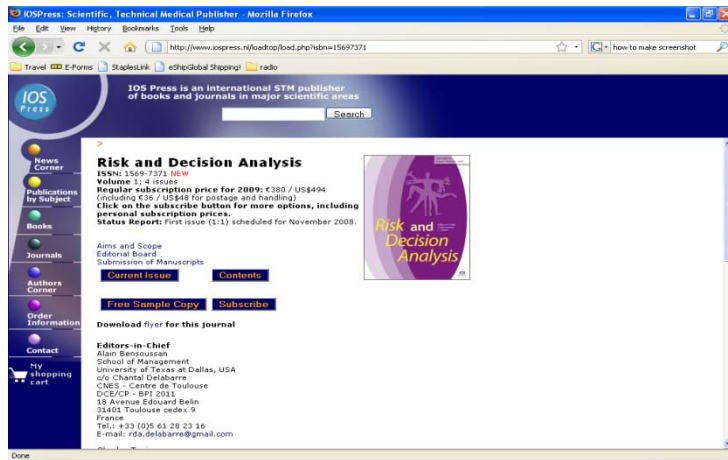 IOSPress: Scientific, Technical Medical Publisher - Mozilla Firefox
File Edit View History Bookmarks Tools Help
http://www.iospress.nl/loadtop/load.php?isbn=15697371
how to make screenshot
Travel E-Forms StaplesLink eShipGlobal Shipping! radio
IOS Press
IOS Press is an international STM publisher
of books and journals in major scientific areas
Search
News
Corner
Publications
by Subject
Books
Journals
Authors
Corner
Order
Information
Contact
My
shopping
cart
>
Risk and Decision Analysis
ISSN: 1569-7371 NEW
Volume 1; 4 issues
Regular subscription price for 2009: €380 / US$494
(including €36 / US$48 for postage and handling)
Click on the subscribe button for more options, including
personal subscription prices.
Status Report: First issue (1:1) scheduled for November 2008.
Aims and Scope
Editorial Board
Submission of Manuscripts
Current Issue Contents
Free Sample Copy Subscribe
Download flyer for this journal
Editors-in-Chief
Alain Bensoussan
School of Management
University of Texas at Dallas, USA
c/o Chantal Delabarre
CNES - Centre de Toulouse
DCE/CP - BPI 2011
18 Avenue Edouard Belin
31401 Toulouse cedex 9
France
Tel.: +33 (0)5 61 28 23 16
E-mail: rda.delabarre@gmail.com
Risk and
Decision
Analysis
Done